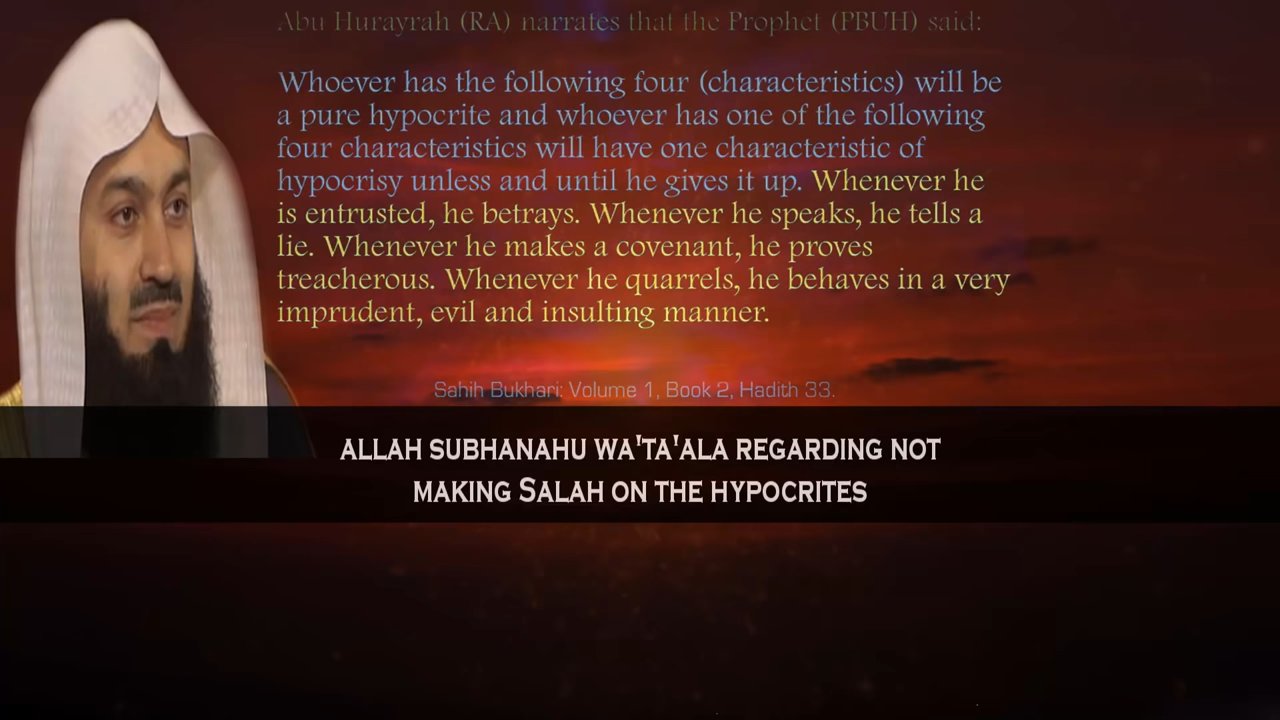 Abu Hurayrah (RA) narrates that the Prophet (PBUH) said:
Whoever has the following four (characteristics) will be
a pure hypocrite and whoever has one of the following
four characteristics will have one characteristic of
hypocrisy unless and until he gives it up. Whenever he
is entrusted, he betrays. Whenever he speaks, he tells a
lie. Whenever he makes a covenant, he proves
treacherous. Whenever he quarrels, he behaves in a very
imprudent, evil and insulting manner.
Sahih Bukhari: Volume 1, Book 2, Hadith 33.
ALLAH SUBHANAHU WA'TA'ALA REGARDING NOT
MAKING SALAH ON THE HYPOCRITES